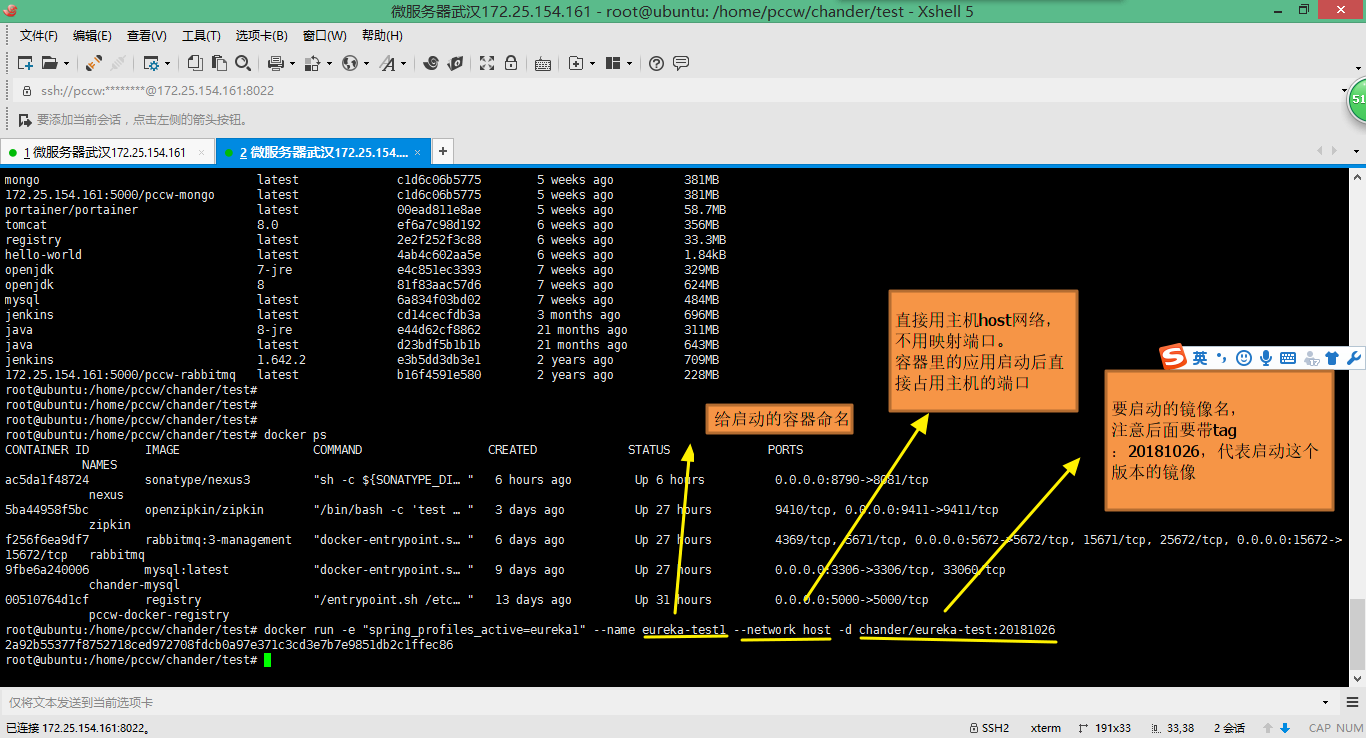 微服务器武汉172.25.154.161 - root@ubuntu: /home/pccw/chander/test - Xshell 5
文件(F) 编辑(E) 查看(V) 工具(T) 选项卡(B) 窗口(W) 帮助(H)
ssh://pccw:********@172.25.154.161:8022
51
要添加当前会话，点击左侧的箭头按钮。
1 微服务器武汉172.25.154.161 × 2 微服务器武汉172.25.154.... × +
mongo latest c1d6c06b5775 5 weeks ago 381MB
172.25.154.161:5000/pccw-mongo latest c1d6c06b5775 5 weeks ago 381MB
portainer/portainer latest 00ead811e8ae 5 weeks ago 58.7MB
tomcat 8.0 ef6a7c98d192 6 weeks ago 356MB
registry latest 2e2f252f3c88 6 weeks ago 33.3MB
hello-world latest 4ab4c602aa5e 6 weeks ago 1.84kB
openjdk 7-jre e4c851ec3393 7 weeks ago 329MB
openjdk 8 81f83aac57d6 7 weeks ago 624MB
mysql latest 6a834f03bd02 7 weeks ago 484MB
jenkins latest cd14cecfdb3a 3 months ago 696MB
java 8-jre e44d62cf8862 21 months ago 311MB
java latest d23bdf5b1b1b 21 months ago 643MB
jenkins 1.642.2 e3b5dd3db3e1 2 years ago 709MB
172.25.154.161:5000/pccw-rabbitmq latest b16f4591e580 2 years ago 228MB
root@ubuntu:/home/pccw/chander/test#
root@ubuntu:/home/pccw/chander/test#
root@ubuntu:/home/pccw/chander/test#
root@ubuntu:/home/pccw/chander/test# docker ps
CONTAINER ID IMAGE COMMAND CREATED STATUS PORTS
NAMES
ac5da1f48724 sonatype/nexus3 "sh -c ${SONATYPE_DI… " 6 hours ago Up 6 hours 0.0.0.0:8790->8081/tcp
nexus
5ba44958f5bc openzipkin/zipkin "/bin/bash -c 'test … " 3 days ago Up 27 hours 9410/tcp, 0.0.0.0:9411->9411/tcp
zipkin
f256f6ea9df7 rabbitmq:3-management "docker-entrypoint.s… " 6 days ago Up 27 hours 4369/tcp, 5671/tcp, 0.0.0.0:5672->5672/tcp, 15671/tcp, 25672/tcp, 0.0.0.0:15672->
15672/tcp rabbitmq
9fbe6a240006 mysql:latest "docker-entrypoint.s… " 9 days ago Up 27 hours 0.0.0.0:3306->3306/tcp, 33060/tcp
chander-mysql
00510764d1cf registry "/entrypoint.sh /etc… " 13 days ago Up 31 hours 0.0.0.0:5000->5000/tcp
pccw-docker-registry
root@ubuntu:/home/pccw/chander/test# docker run -e "spring_profiles_active=eureka1" --name eureka-test1 --network host -d chander/eureka-test:20181026
2a92b55377f8752718ced972708fdcb0a97e371c3cd3e7b7e9851db2c1ffec86
root@ubuntu:/home/pccw/chander/test#
给启动的容器命名
直接用主机host网络，
不用映射端口。
容器里的应用启动后直
接占用主机的端口
S 英
要启动的镜像名，
注意后面要带tag
：20181026，代表启动这个
版本的镜像
仅将文本发送到当前选项卡
已连接 172.25.154.161:8022。 SSH2 xterm 191x33 33,38 2 会话 CAP NUM